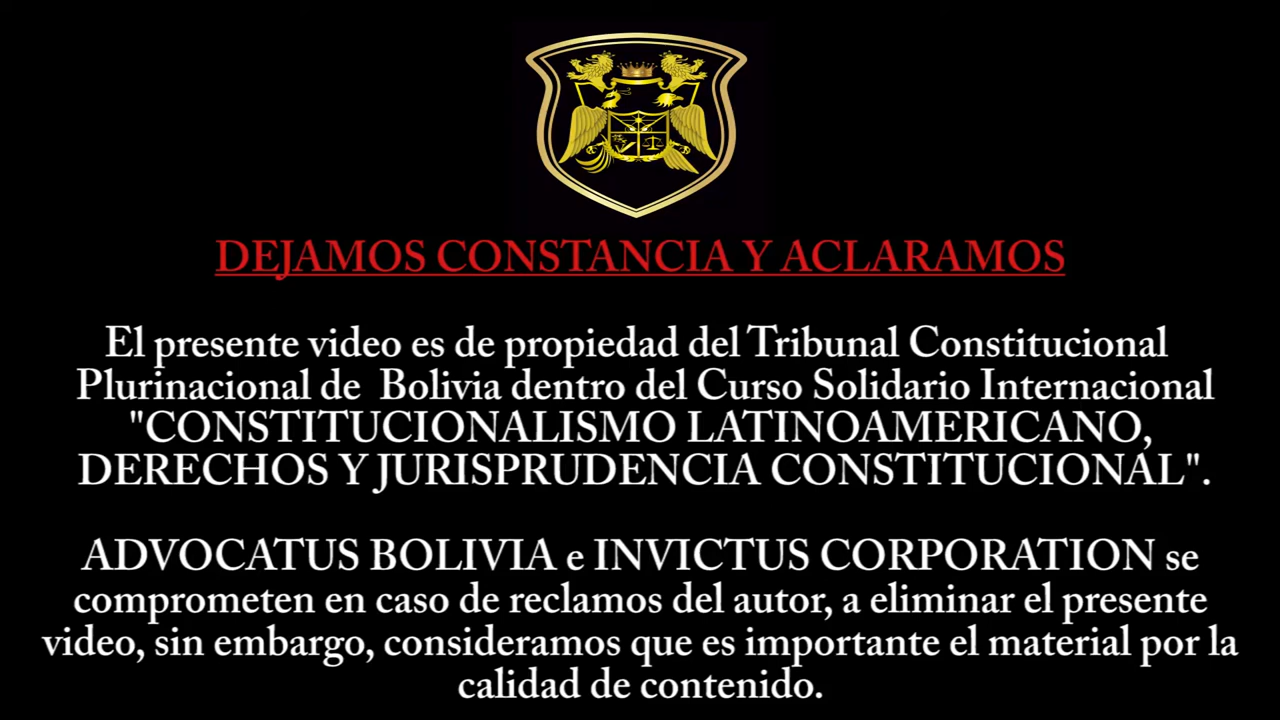 DEJAMOS CONSTANCIA Y ACLARAMOS
El presente video es de propiedad del Tribunal Constitucional
Plurinacional de Bolivia dentro del Curso Solidario Internacional
"CONSTITUCIONALISMO LATINOAMERICANO,
DERECHOS Y JURISPRUDENCIA CONSTITUCIONAL".
ADVOCATUS BOLIVIA e INVICTUS CORPORATION se
comprometen en caso de reclamos del autor, a eliminar el presente
video, sin embargo, consideramos que es importante el material por la
calidad de contenido.